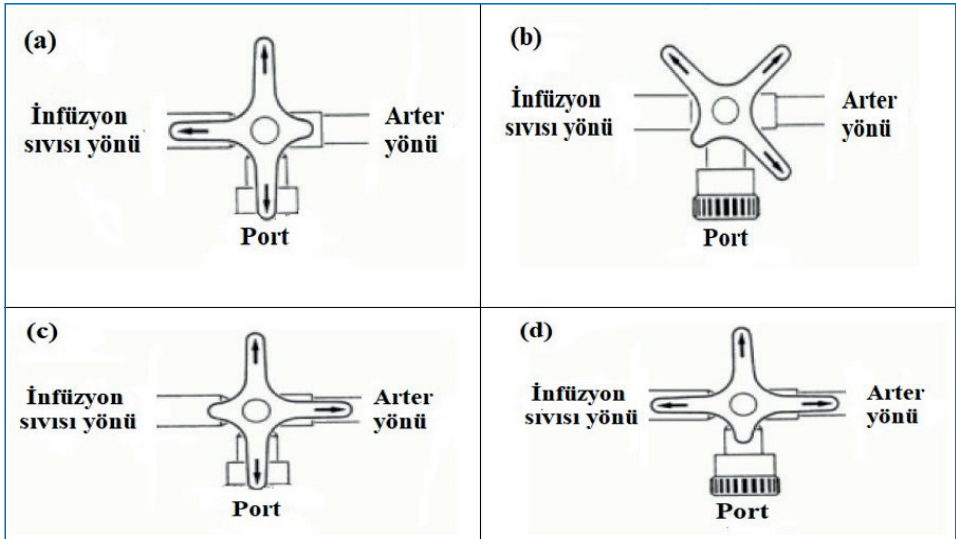 (a)
İnfüzyon
sıvısı yönü
Arter
yönü
Port
(b)
İnfüzyon
sıvısı yönü
Arter
yönü
Port
(c)
İnfüzyon
sıvısı yönü
Arter
yönü
Port
(d)
İnfüzyon
sıvısı yönü
Arter
yönü
Port